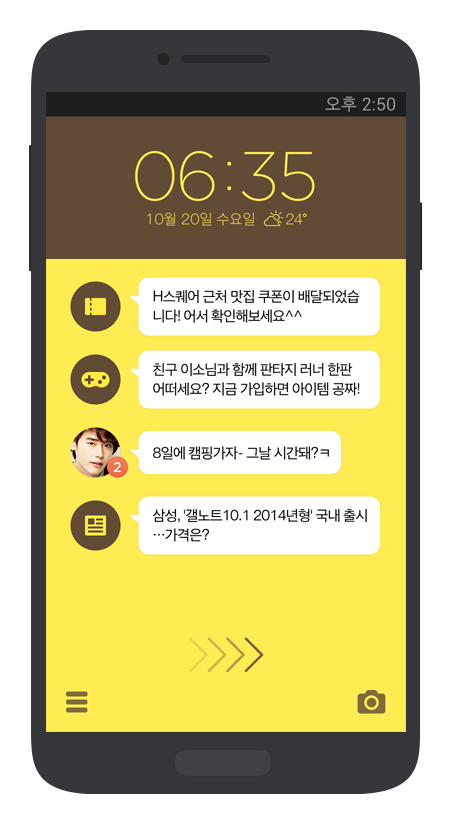 오후 2:50
06:35
10월 20일 수요일 24°
H스퀘어 근처 맛집 쿠폰이 배달되었습
니다! 어서 확인해보세요^^
친구 이소님과 함께 판타지 러너 한판
어떠세요? 지금 가입하면 아이템 공짜!
8일에 캠핑가자- 그날 시간돼?ㅋ
2
삼성, '갤노트10.1 2014년형' 국내 출시
…가격은?